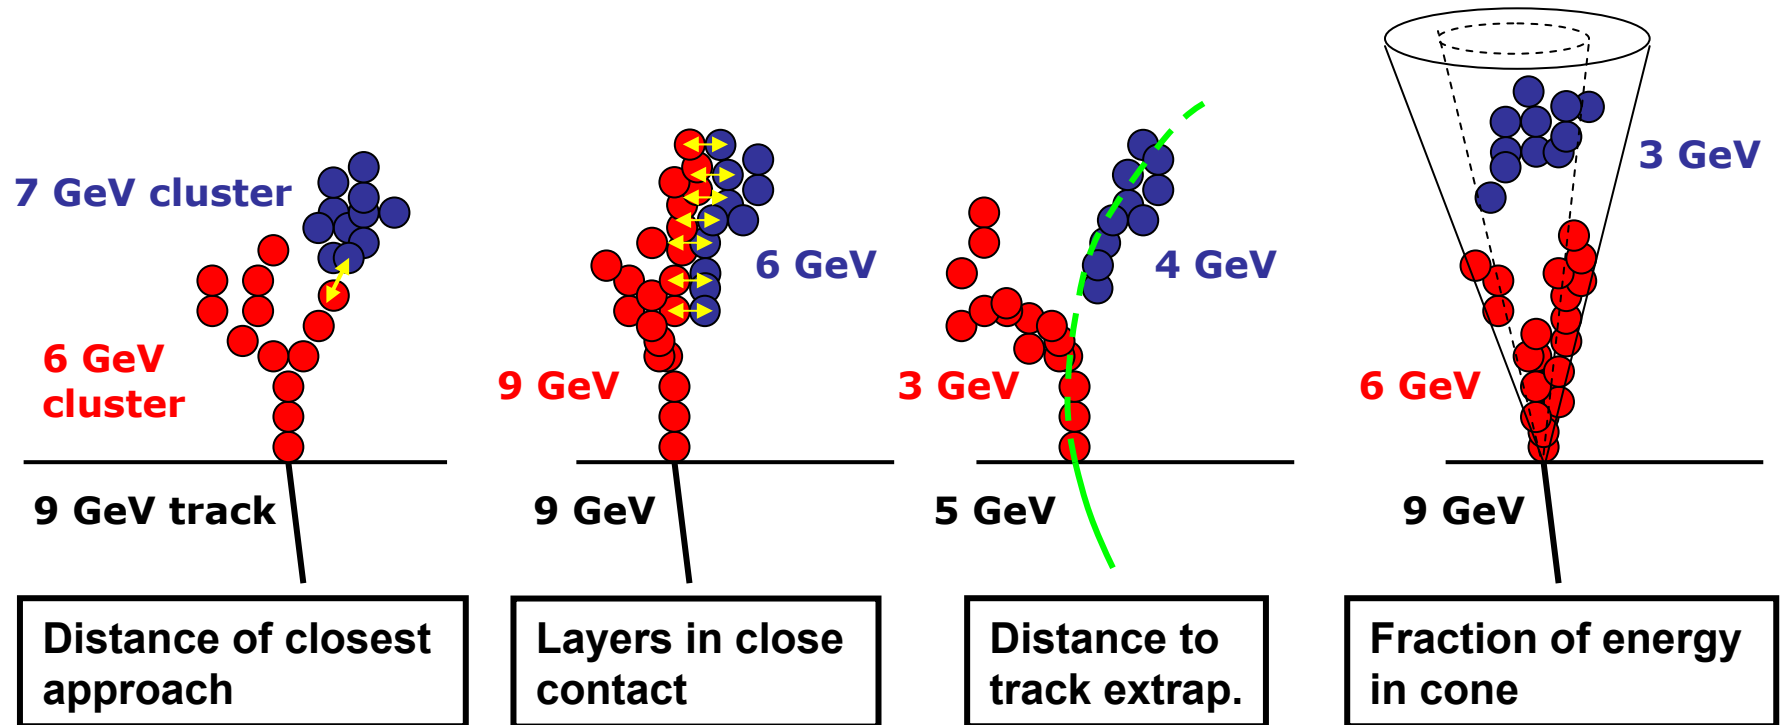 7 GeV cluster
6 GeV
cluster
9 GeV track
Distance of closest
approach
6 GeV
9 GeV
9 GeV
Layers in close
contact
4 GeV
3 GeV
5 GeV
Distance to
track extrap.
3 GeV
6 GeV
9 GeV
Fraction of energy
in cone